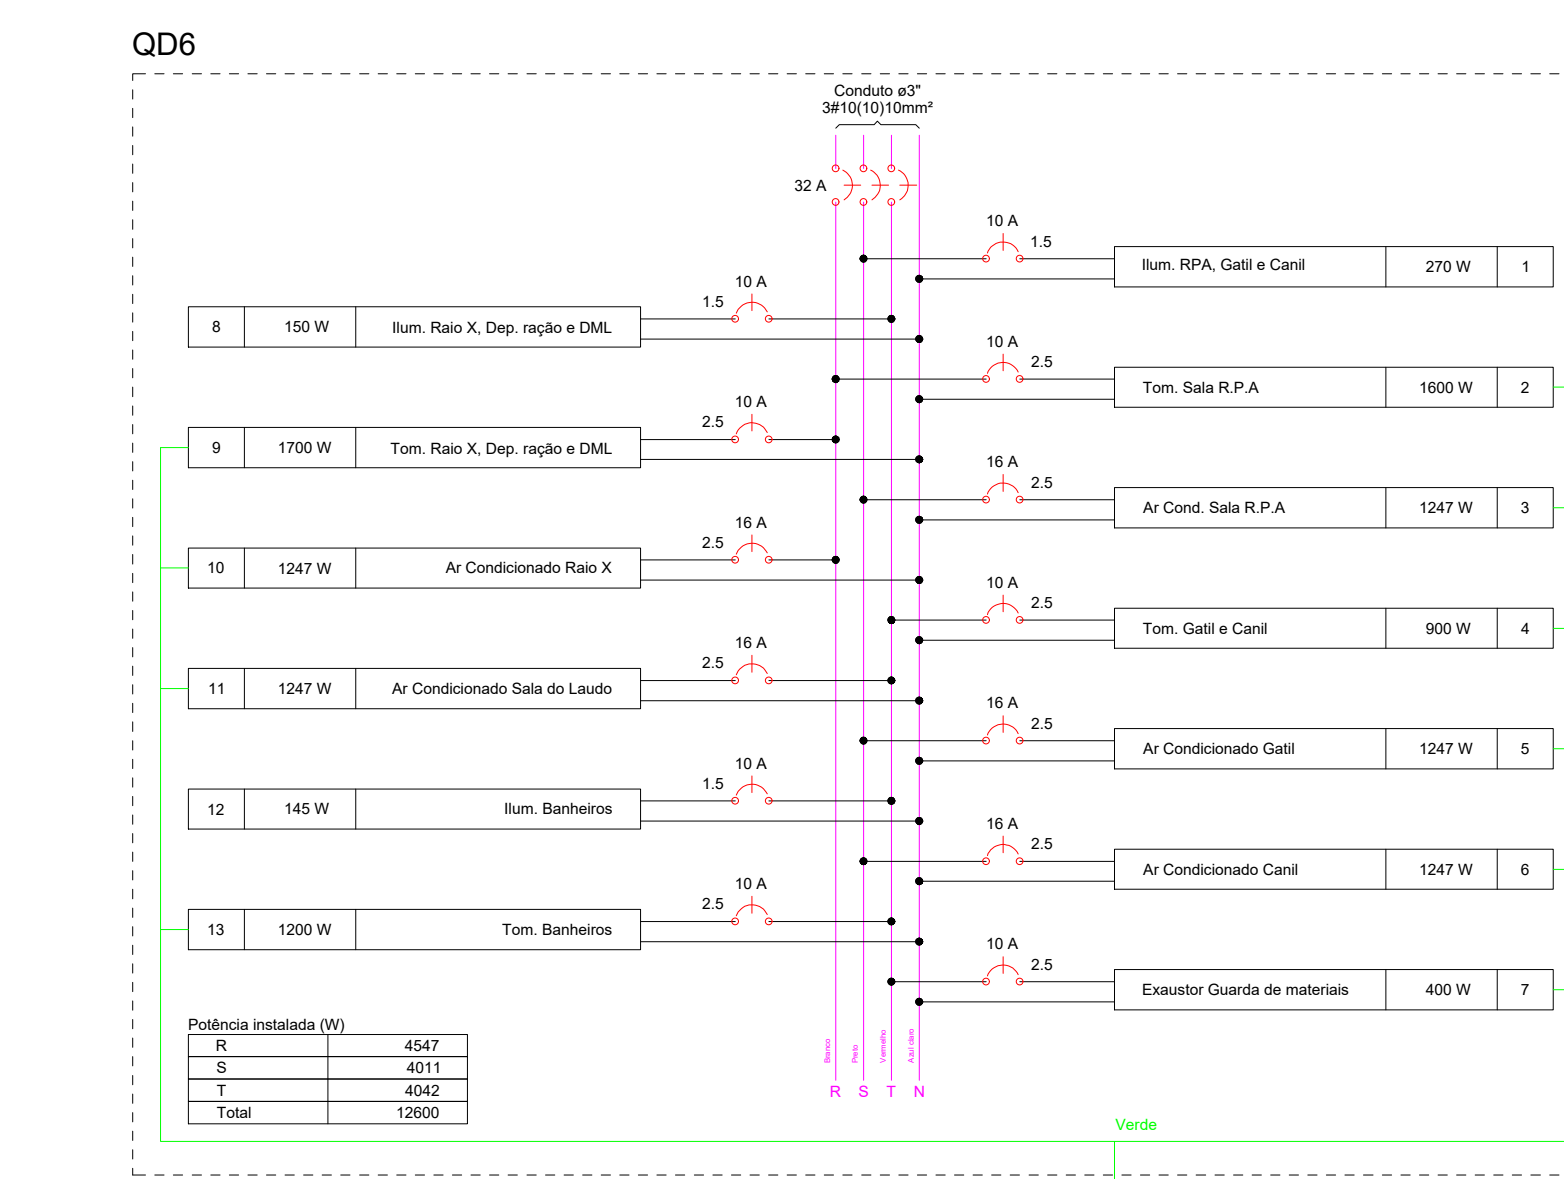 QD6
Conduto ø3"
3#10(10)10mm²
32 A
10 A
1.5
Ilum. RPA, Gatil e Canil 270 W 1
10 A
1.5
8 150 W Ilum. Raio X, Dep. ração e DML
10 A
2.5
Tom. Sala R.P.A 1600 W 2
10 A
2.5
9 1700 W Tom. Raio X, Dep. ração e DML
16 A
2.5
Ar Cond. Sala R.P.A 1247 W 3
16 A
2.5
10 1247 W Ar Condicionado Raio X
10 A
2.5
Tom. Gatil e Canil 900 W 4
16 A
2.5
11 1247 W Ar Condicionado Sala do Laudo
16 A
2.5
Ar Condicionado Gatil 1247 W 5
10 A
1.5
12 145 W Ilum. Banheiros
16 A
2.5
Ar Condicionado Canil 1247 W 6
10 A
2.5
13 1200 W Tom. Banheiros
10 A
2.5
Exaustor Guarda de materiais 400 W 7
Potência instalada (W)
R 4547
S 4011
T 4042
Total 12600
Branco
Preto
Vermelho
Azul claro
R S T N
Verde